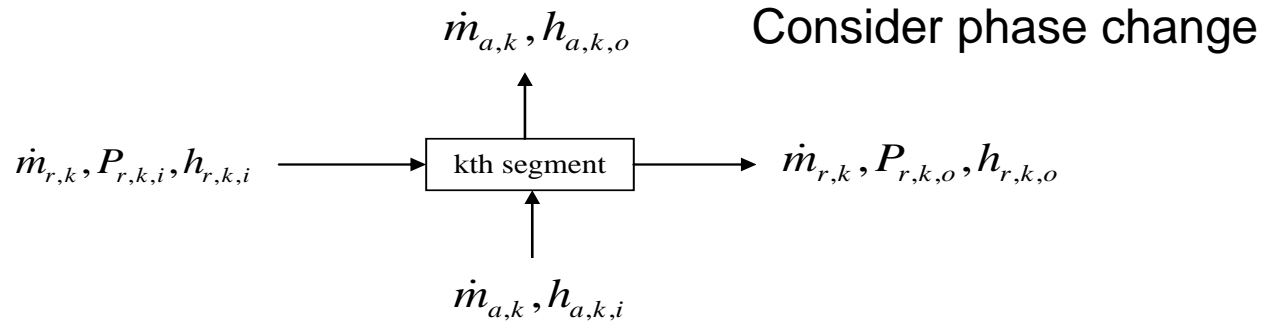 Consider phase change
ṁ_{a,k}, h_{a,k,o}
ṁ_{r,k}, P_{r,k,i}, h_{r,k,i}
kth segment
ṁ_{r,k}, P_{r,k,o}, h_{r,k,o}
ṁ_{a,k}, h_{a,k,i}